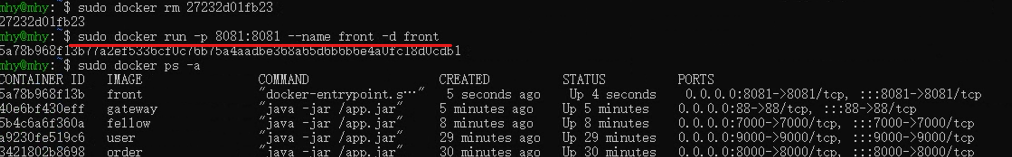 mhy@mhy:~$ sudo docker rm 27232d01fb23
27232d01fb23
mhy@mhy:~$ sudo docker run -p 8081:8081 --name front -d front
5a78b968f13b77a2ef5336cf0c76b75a4aadbe368a65d6b6b6e4a0fc18d0cdb1
mhy@mhy:~$ sudo docker ps -a
CONTAINER ID IMAGE COMMAND CREATED STATUS PORTS
5a78b968f13b front "docker-entrypoint.s…" 5 seconds ago Up 4 seconds 0.0.0.0:8081->8081/tcp, :::8081->8081/tcp
40e6bf430eff gateway "java -jar /app.jar" 5 minutes ago Up 5 minutes 0.0.0.0:88->88/tcp, :::88->88/tcp
5b4c6a6f360a fellow "java -jar /app.jar" 8 minutes ago Up 8 minutes 0.0.0.0:7000->7000/tcp, :::7000->7000/tcp
a9230fe519c6 user "java -jar /app.jar" 29 minutes ago Up 29 minutes 0.0.0.0:9000->9000/tcp, :::9000->9000/tcp
3421802b8698 order "java -jar /app.jar" 30 minutes ago Up 30 minutes 0.0.0.0:8000->8000/tcp, :::8000->8000/tcp